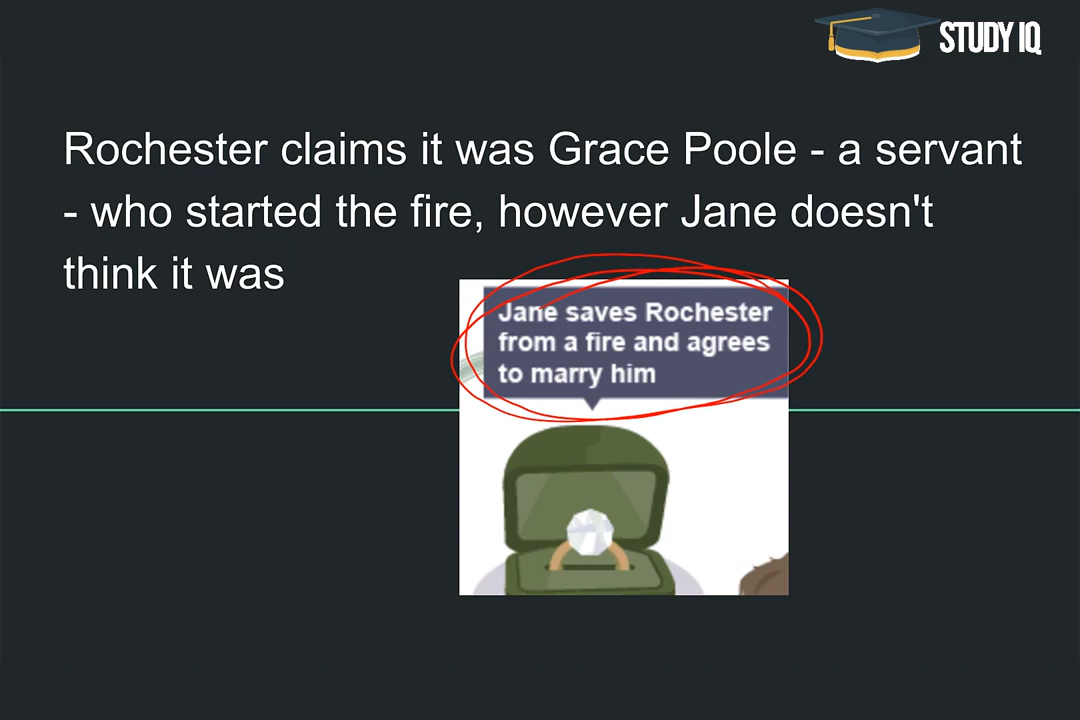 STUDY IQ
Rochester claims it was Grace Poole - a servant
- who started the fire, however Jane doesn't
think it was
Jane saves Rochester
from a fire and agrees
to marry him